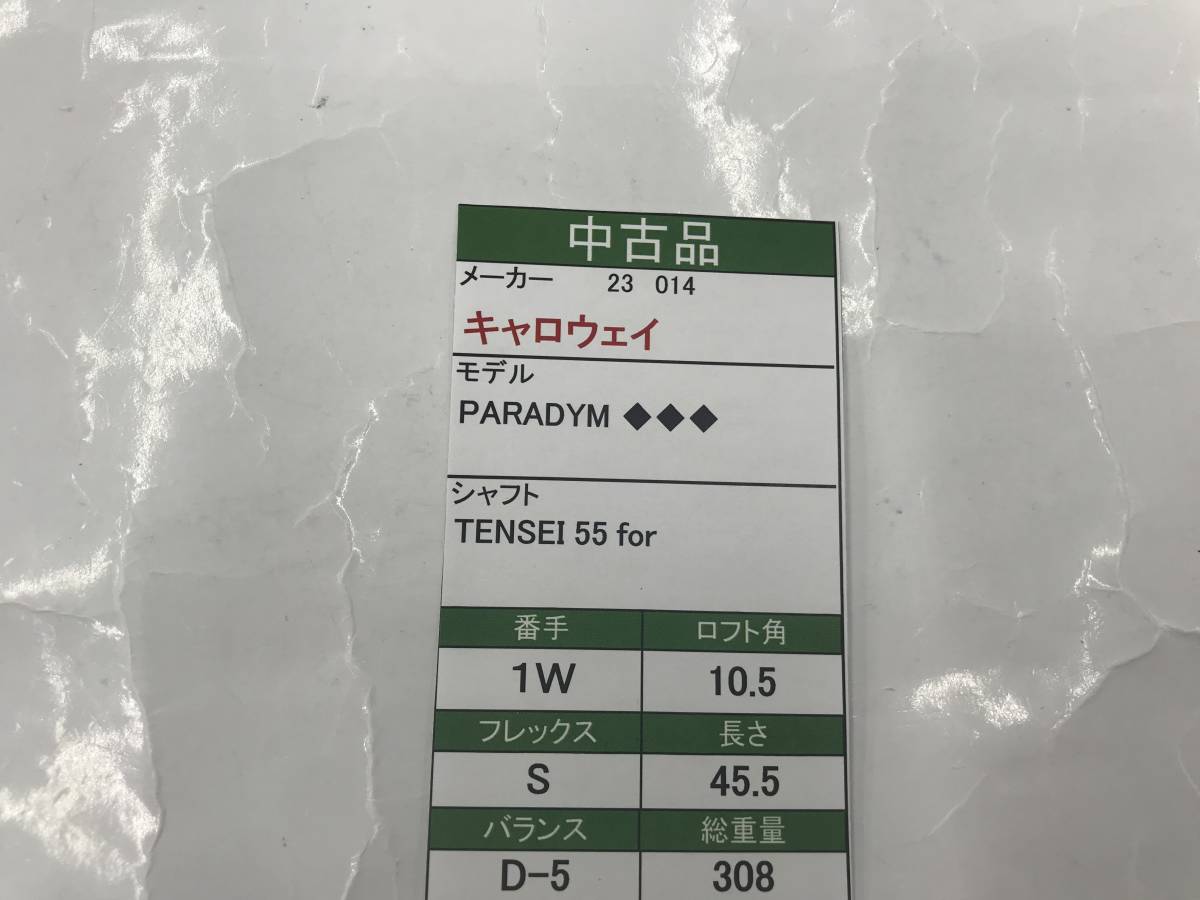 中古品
メーカー 23 014
キャロウェイ
モデル
PARADYM ◆◆◆
シャフト
TENSEI 55 for
番手 ロフト角
1W 10.5
フレックス 長さ
S 45.5
バランス 総重量
D-5 308